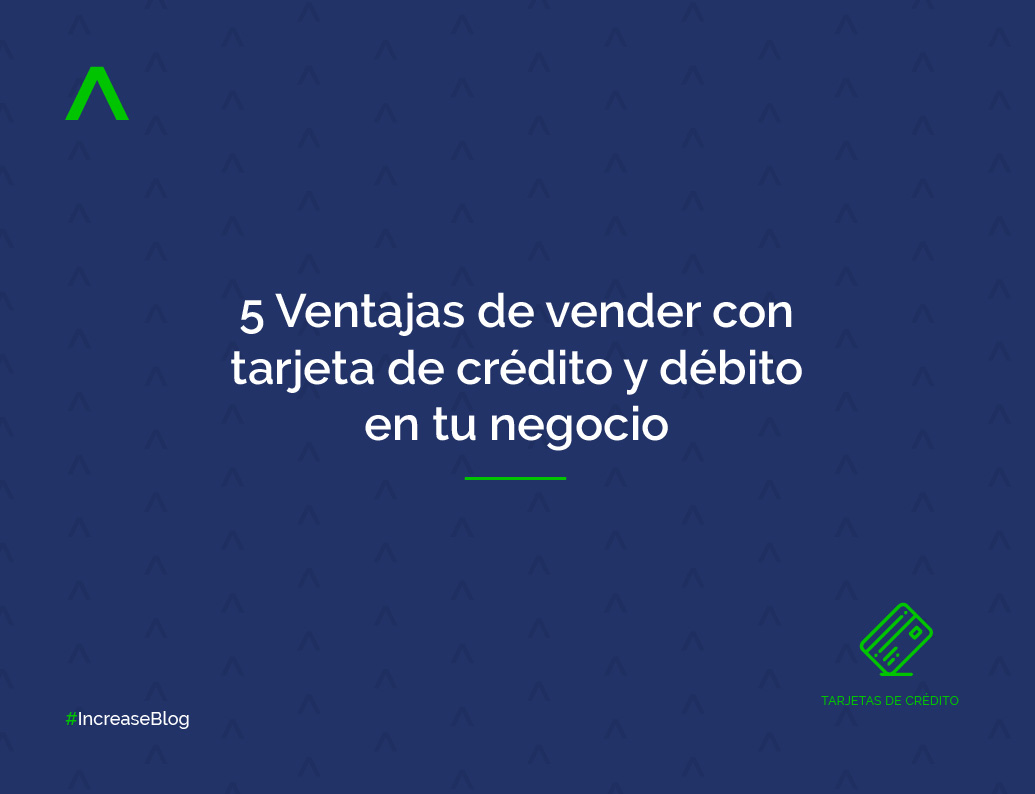 5 Ventajas de vender con
tarjeta de crédito y débito
en tu negocio
TARJETAS DE CRÉDITO
#IncreaseBlog